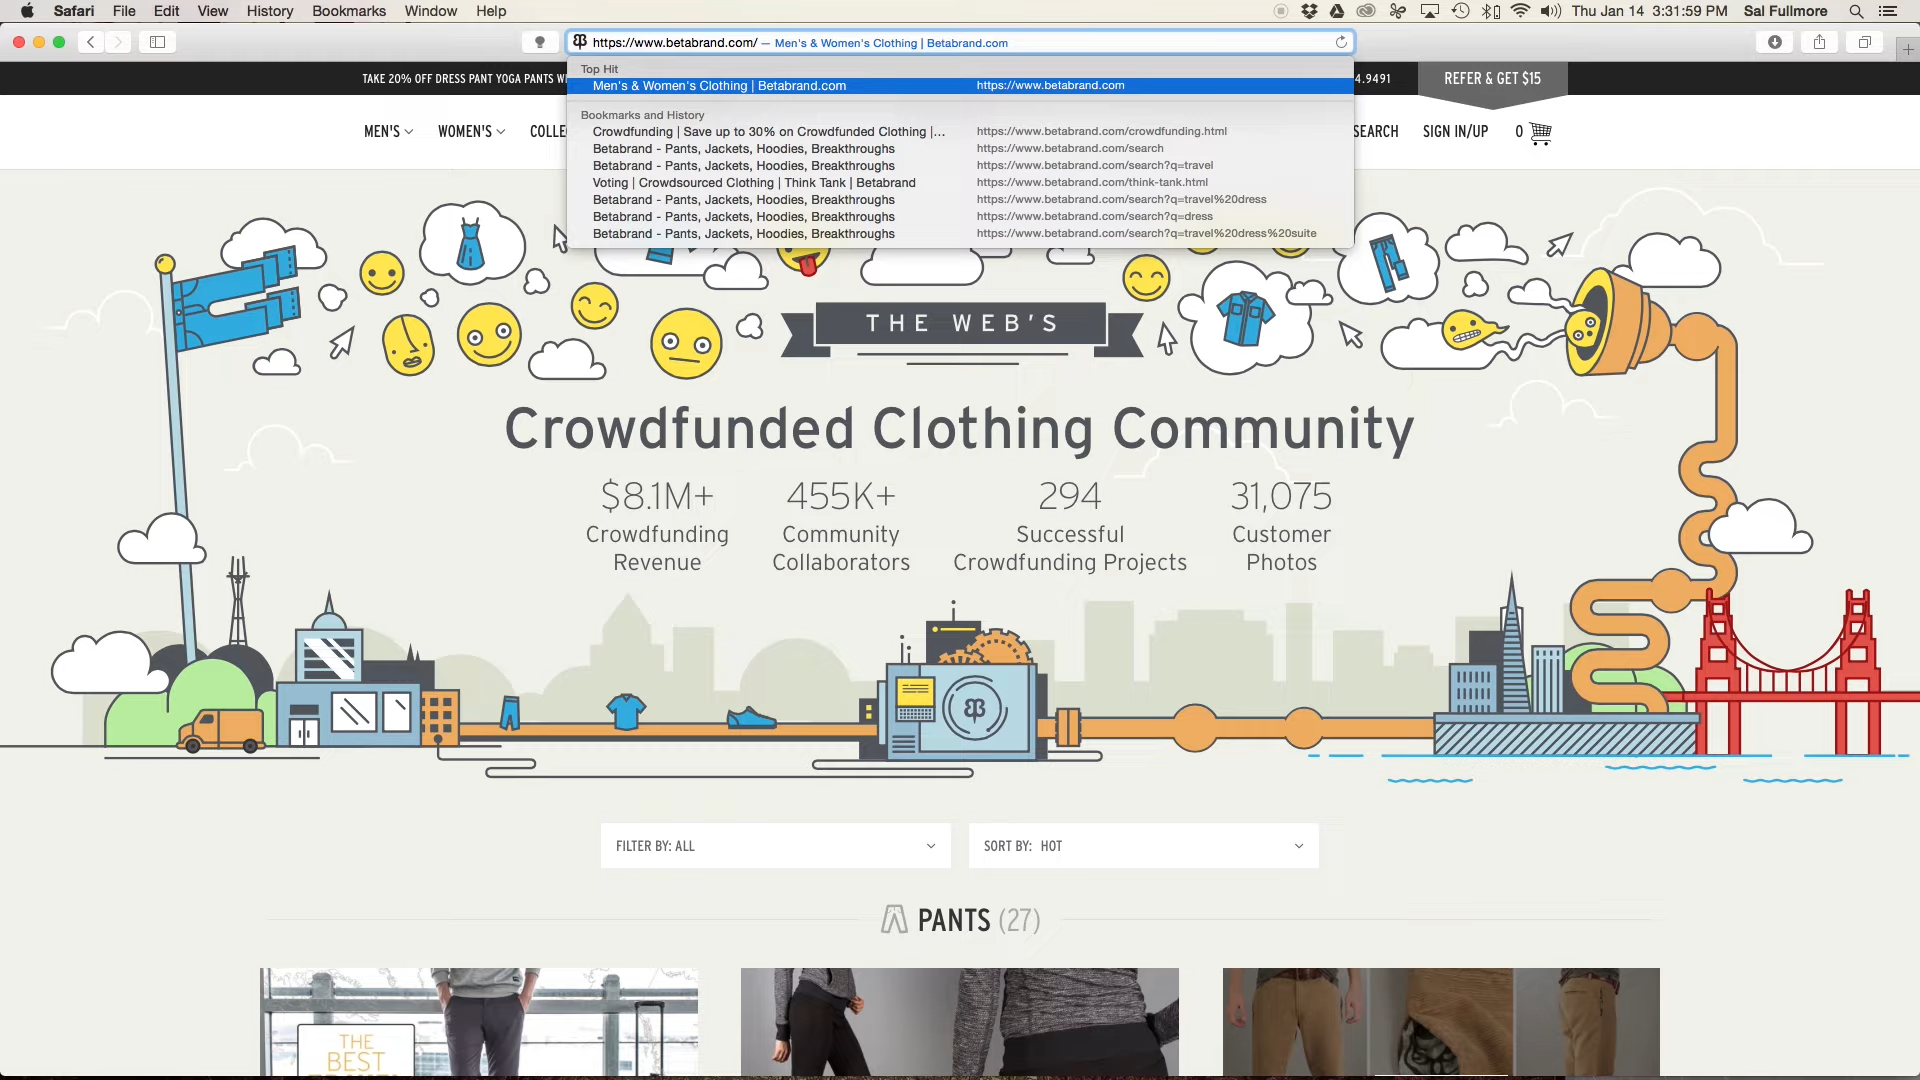 Safari File Edit View History Bookmarks Window Help Thu Jan 14 3:31:59 PM Sal Fullmore
https://www.betabrand.com/ — Men's & Women's Clothing | Betabrand.com
Top Hit
Men's & Women's Clothing | Betabrand.com https://www.betabrand.com
Bookmarks and History
Crowdfunding | Save up to 30% on Crowdfunded Clothing |... https://www.betabrand.com/crowdfunding.html
Betabrand - Pants, Jackets, Hoodies, Breakthroughs https://www.betabrand.com/search
Betabrand - Pants, Jackets, Hoodies, Breakthroughs https://www.betabrand.com/search?q=travel
Voting | Crowdsourced Clothing | Think Tank | Betabrand https://www.betabrand.com/think-tank.html
Betabrand - Pants, Jackets, Hoodies, Breakthroughs https://www.betabrand.com/search?q=travel%20dress
Betabrand - Pants, Jackets, Hoodies, Breakthroughs https://www.betabrand.com/search?q=dress
Betabrand - Pants, Jackets, Hoodies, Breakthroughs https://www.betabrand.com/search?q=travel%20dress%20suite
TAKE 20% OFF DRESS PANT YOGA PANTS 4.9491 REFER & GET $15
MEN'S WOMEN'S COLLE SEARCH SIGN IN/UP 0
THE WEB'S
Crowdfunded Clothing Community
$8.1M+ 455K+ 294 31,075
Crowdfunding Community Successful Customer
Revenue Collaborators Crowdfunding Projects Photos
FILTER BY: ALL SORT BY: HOT
PANTS (27)
THE
BEST